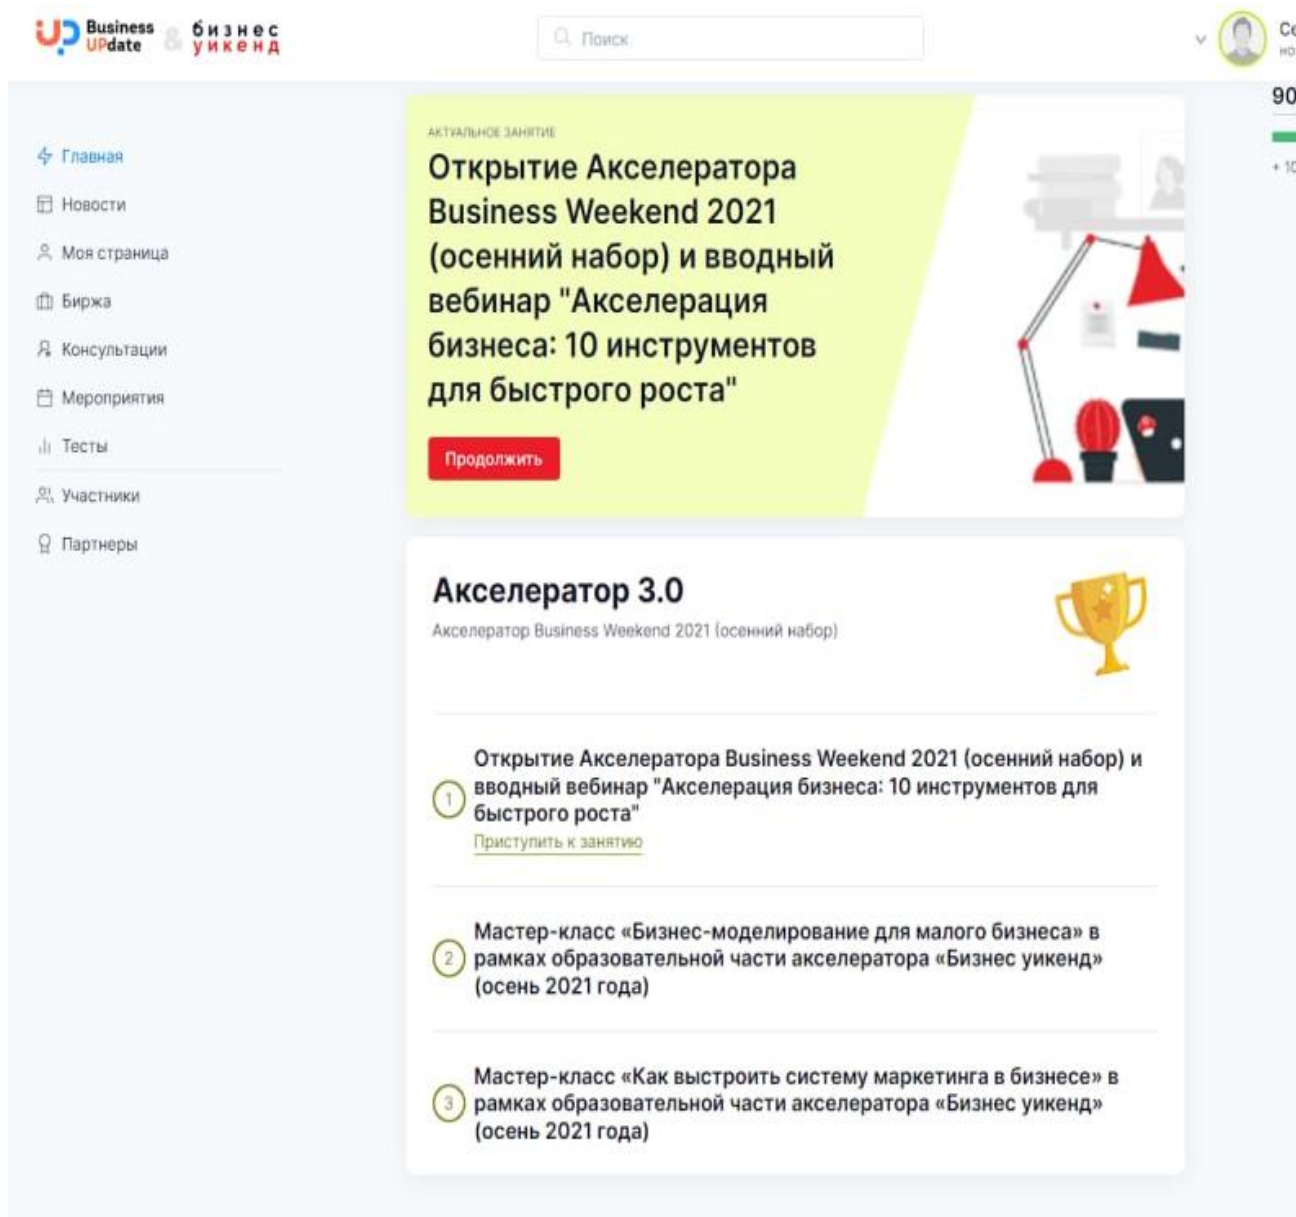 Business
UPdate
&
бизнес
уикенд
Поиск
90
+ 10
Главная
Новости
Моя страница
Биржа
Консультации
Мероприятия
Тесты
Участники
Партнеры
АКТУАЛЬНОЕ ЗАНЯТИЕ
Открытие Акселератора
Business Weekend 2021
(осенний набор) и вводный
вебинар "Акселерация
бизнеса: 10 инструментов
для быстрого роста"
Продолжить
Акселератор 3.0
Акселератор Business Weekend 2021 (осенний набор)
Открытие Акселератора Business Weekend 2021 (осенний набор) и
1 вводный вебинар "Акселерация бизнеса: 10 инструментов для
быстрого роста"
Приступить к занятию
Мастер-класс «Бизнес-моделирование для малого бизнеса» в
2 рамках образовательной части акселератора «Бизнес уикенд»
(осень 2021 года)
Мастер-класс «Как выстроить систему маркетинга в бизнесе» в
3 рамках образовательной части акселератора «Бизнес уикенд»
(осень 2021 года)